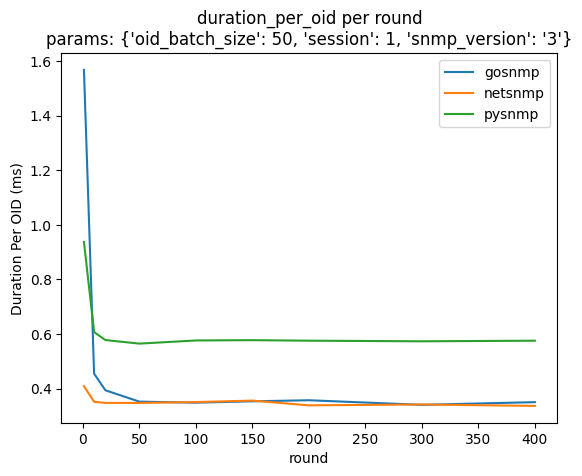 duration_per_oid per round
params: {'oid_batch_size': 50, 'session': 1, 'snmp_version': '3'}
gosnmp
netsnmp
pysnmp
Duration Per OID (ms)
1.6
1.4
1.2
1.0
0.8
0.6
0.4
0 50 100 150 200 250 300 350 400
round